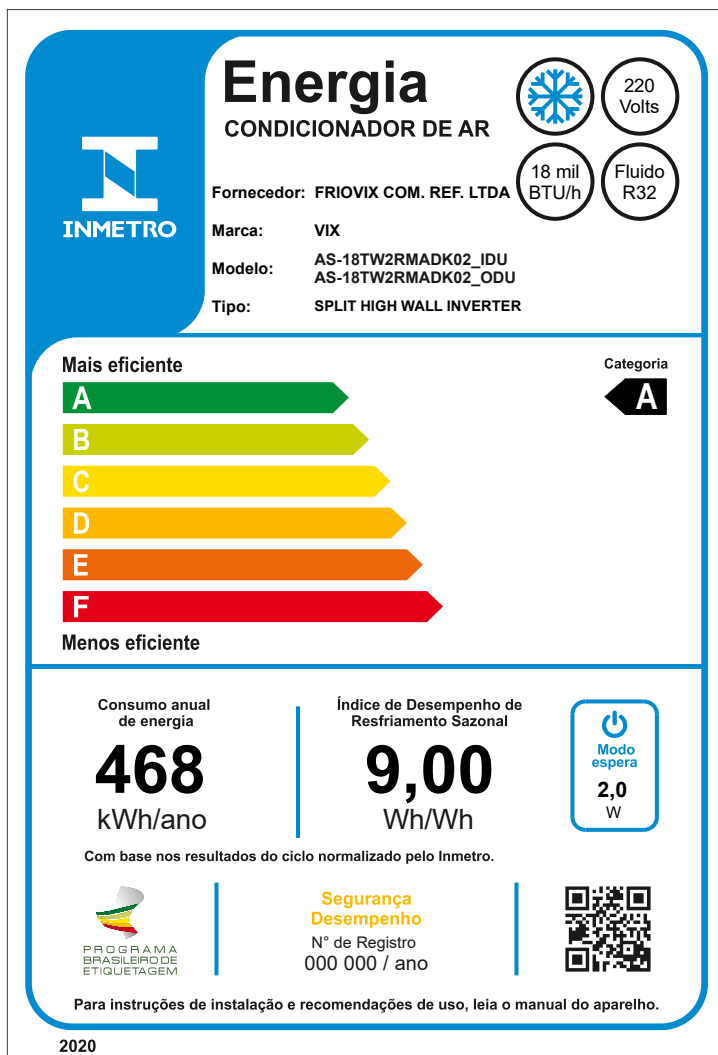 INMETRO
Energia
CONDICIONADOR DE AR
220
Volts
18 mil
BTU/h
Fluido
R32
Fornecedor: FRIOVIX COM. REF. LTDA
Marca: VIX
Modelo: AS-18TW2RMADK02_IDU
AS-18TW2RMADK02_ODU
Tipo: SPLIT HIGH WALL INVERTER
Mais eficiente
Categoria
A
A
B
C
D
E
F
Menos eficiente
Consumo anual
de energia
468
kWh/ano
Índice de Desempenho de
Resfriamento Sazonal
9,00
Wh/Wh
Modo
espera
2,0
W
Com base nos resultados do ciclo normalizado pelo Inmetro.
PROGRAMA
BRASILEIRO DE
ETIQUETAGEM
Segurança
Desempenho
N° de Registro
000 000 / ano
Para instruções de instalação e recomendações de uso, leia o manual do aparelho.
2020